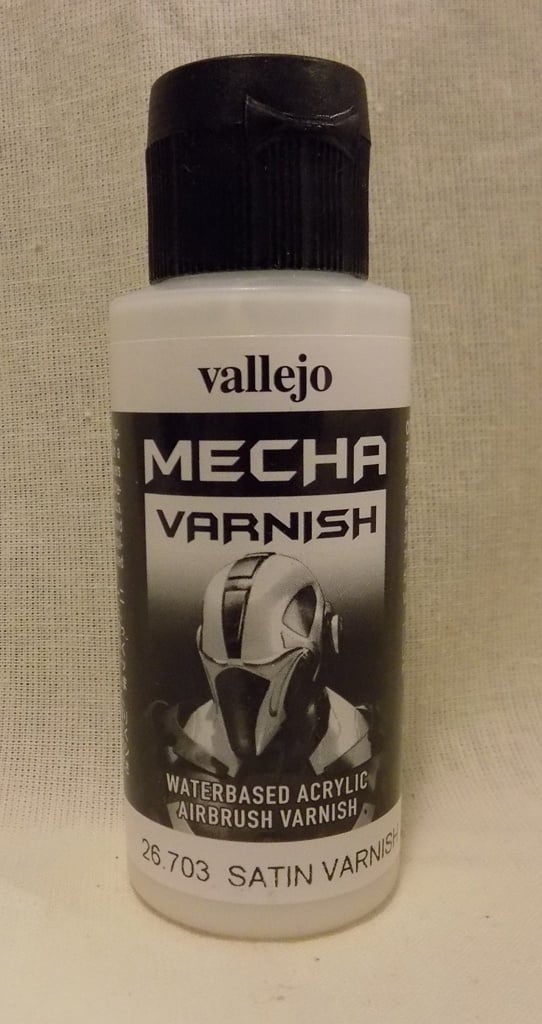 vallejo
MECHA
VARNISH
WATERBASED ACRYLIC
AIRBRUSH VARNISH
26.703 SATIN VARNISH